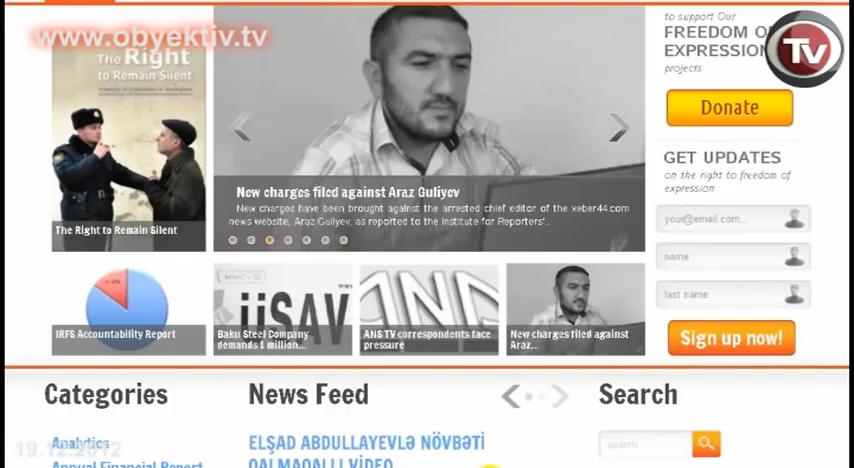 www.obyektiv.tv
The Right
to Remain Silent
The Right to Remain Silent
New charges filed against Araz Guliyev
New charges have been brought against the arrested chief editor of the xeber44.com
news website, Araz Guliyev, as reported to the Institute for Reporters'..
to support Our
FREEDOM O
EXPRESSION
projects
TV
Donate
GET UPDATES
on the right to freedom of
expression
your@email.com...
name
last name
Sign up now!
IRFS Accountability Report
Baku Steel Company
demands 1 million...
ANS TV correspondents face
pressure
New charges filed against
Araz...
Categories
News Feed
Search
Analytics
Annual Financial Report
ELŞAD ABDULLAYEVLƏ NÖVBƏTİ
QALMAQALLI VİDEO
search
19.12.2012